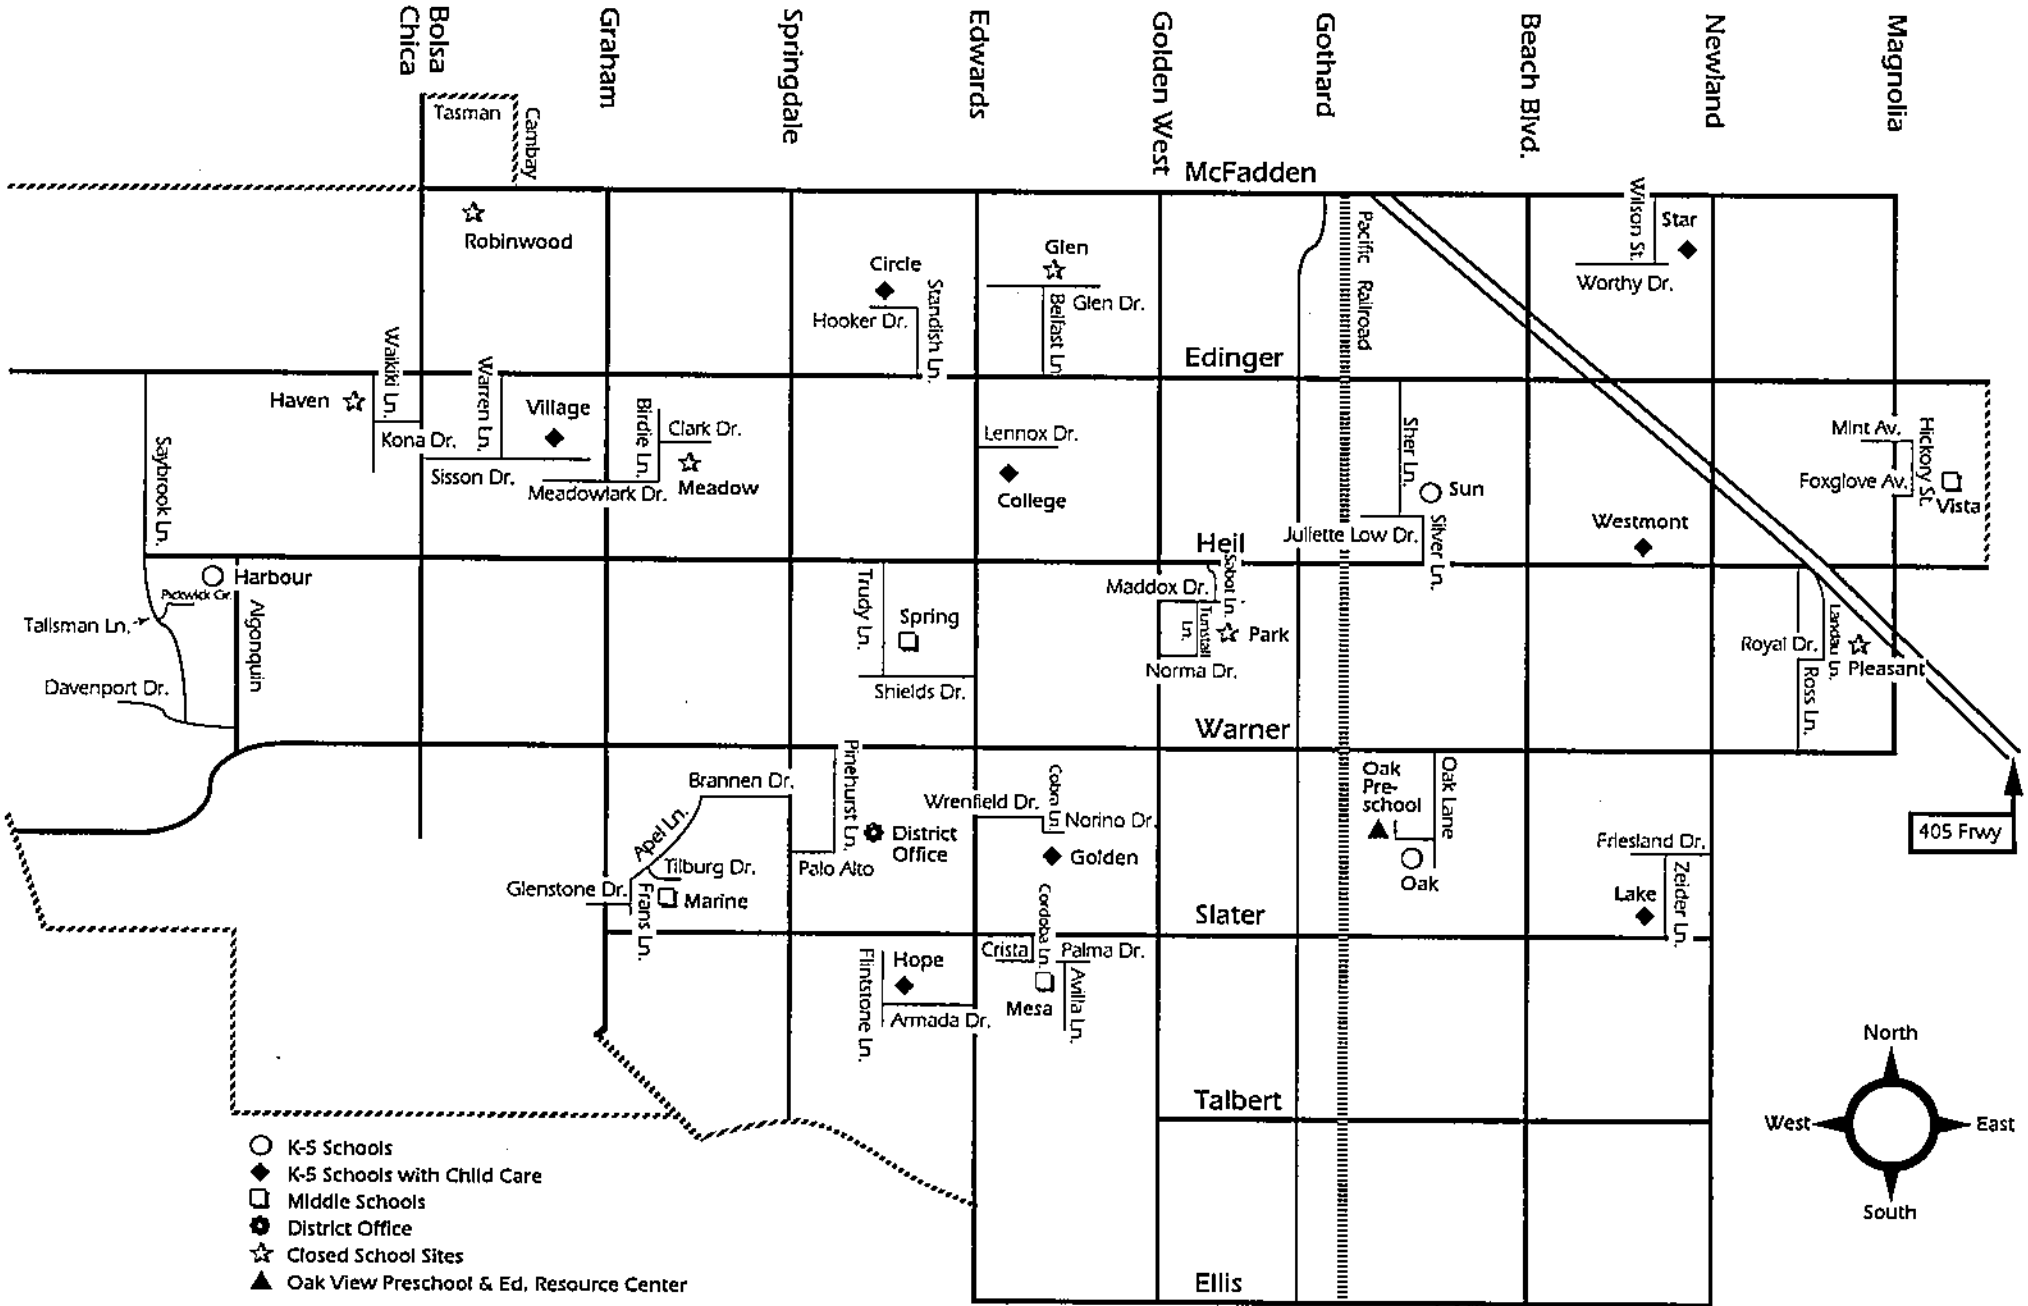 Bolsa
Chica
Graham
Springdale
Edwards
Golden West
Gothard
Beach Blvd.
Newland
Magnolia
Tasman
Cambay
McFadden
Robinwood
Circle
Hooker Dr.
Standish Ln.
Glen
Glen Dr.
Belfast Ln.
Pacific Railroad
Wilson St.
Star
Worthy Dr.
Edinger
Haven
Waikiki Ln.
Kona Dr.
Warren Ln.
Village
Sisson Dr.
Birdie Ln.
Clark Dr.
Meadowlark Dr.
Meadow
Lennox Dr.
College
Sher Ln.
Sun
Juliette Low Dr.
Silver Ln.
Westmont
Mint Av.
Foxglove Av.
Hickory St.
Vista
Saybrook Ln.
Heil
Harbour
Pickwick Cir.
Talisman Ln.
Algonquin
Davenport Dr.
Trudy Ln.
Spring
Shields Dr.
Maddox Dr.
Sabot Ln.
Tunstall
Ln.
Park
Norma Dr.
Royal Dr.
Landau Ln.
Pleasant
Ross Ln.
Warner
Brannen Dr.
Pinehurst Ln.
Apel Ln.
Tilburg Dr.
Glenstone Dr.
Frans Ln.
Marine
Palo Alto
District
Office
Wrenfield Dr.
Cobra Ln.
Norino Dr.
Golden
Oak
Pre-
school
Oak Lane
Oak
Friesland Dr.
Zeider Ln.
Lake
405 Frwy
Slater
Flintstone Ln.
Hope
Armada Dr.
Crista
Cordoba Ln.
Palma Dr.
Mesa
Avilla Ln.
Talbert
Ellis
North
West
East
South
K-5 Schools
K-5 Schools with Child Care
Middle Schools
District Office
Closed School Sites
Oak View Preschool & Ed. Resource Center